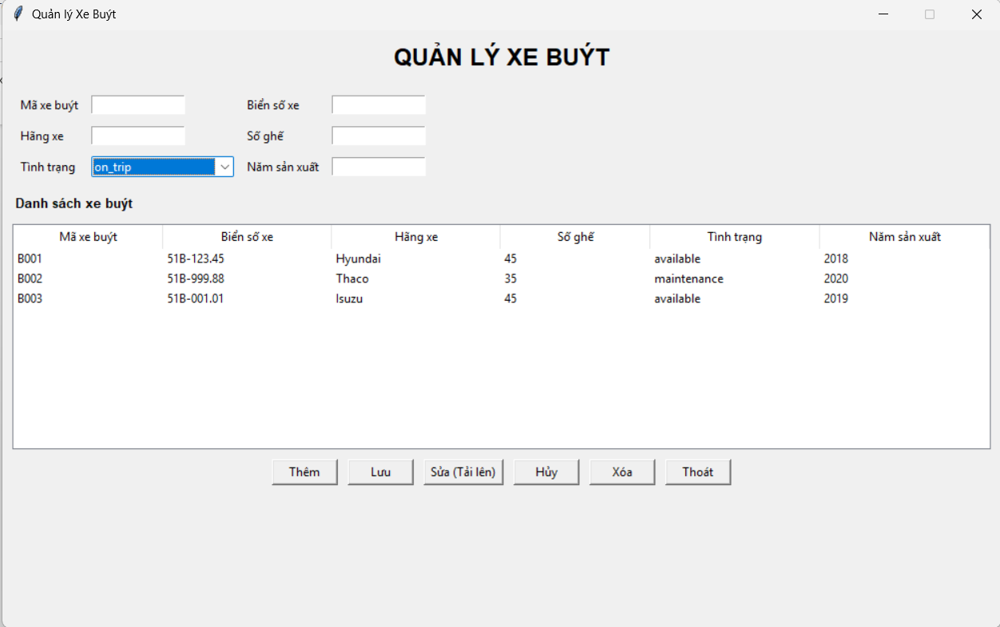 Quản lý Xe Buýt
QUẢN LÝ XE BUÝT
Mã xe buýt Biển số xe
Hãng xe Số ghế
Tình trạng on_trip Năm sản xuất
Danh sách xe buýt
Mã xe buýt Biển số xe Hãng xe Số ghế Tình trạng Năm sản xuất
B001 51B-123.45 Hyundai 45 available 2018
B002 51B-999.88 Thaco 35 maintenance 2020
B003 51B-001.01 Isuzu 45 available 2019
Thêm Lưu Sửa (Tải lên) Hủy Xóa Thoát